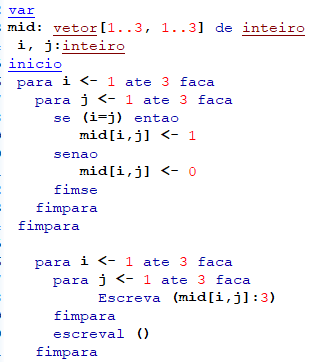 var
mid: vetor[1..3, 1..3] de inteiro
i, j:inteiro
inicio
para i <- 1 ate 3 faca
para j <- 1 ate 3 faca
se (i=j) entao
mid[i,j] <- 1
senao
mid[i,j] <- 0
fimse
fimpara
fimpara
para i <- 1 ate 3 faca
para j <- 1 ate 3 faca
Escreva (mid[i,j]:3)
fimpara
escreval ()
fimpara